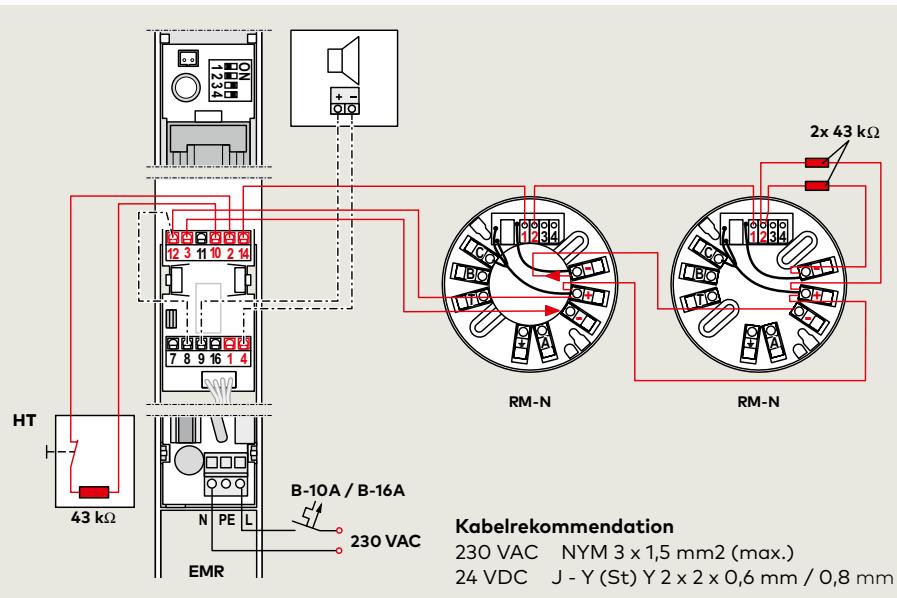 ON
1 2 3 4
+ −
2x 43 kΩ
12 3 11 10 2 14
7 8 9 16 1 4
1 2 3 4
C
B
T
-
+
-
A
RM-N
1 2 3 4
C
B
T
-
+
-
A
RM-N
HT
43 kΩ
N PE L
B-10A / B-16A
230 VAC
EMR
Kabelrekommendation
230 VAC NYM 3 x 1,5 mm2 (max.)
24 VDC J - Y (St) Y 2 x 2 x 0,6 mm / 0,8 mm